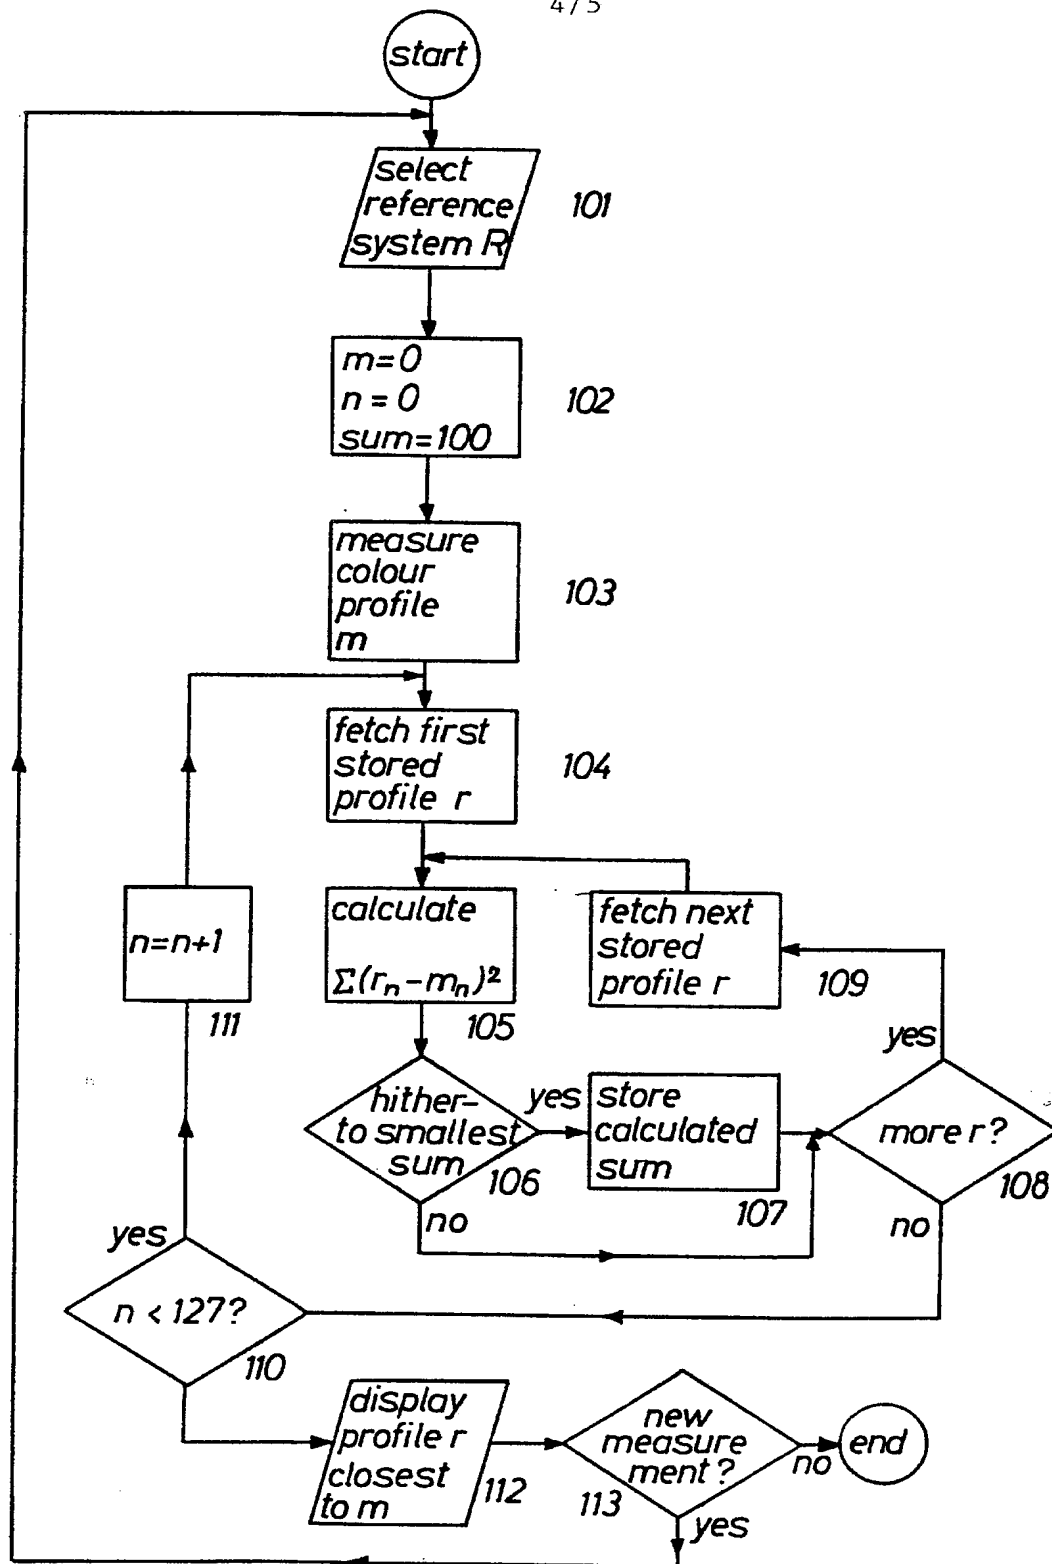 4/5
start
select
reference
system R
101
m=0
n=0
sum=100
102
measure
colour
profile
m
103
fetch first
stored
profile r
104
calculate
Σ(rₙ-mₙ)²
105
fetch next
stored
profile r
109
n=n+1
111
hither-
to smallest
sum
106
yes
no
store
calculated
sum
107
more r?
108
yes
no
n<127?
110
yes
display
profile r
closest
to m
112
new
measure
ment?
113
no
yes
end